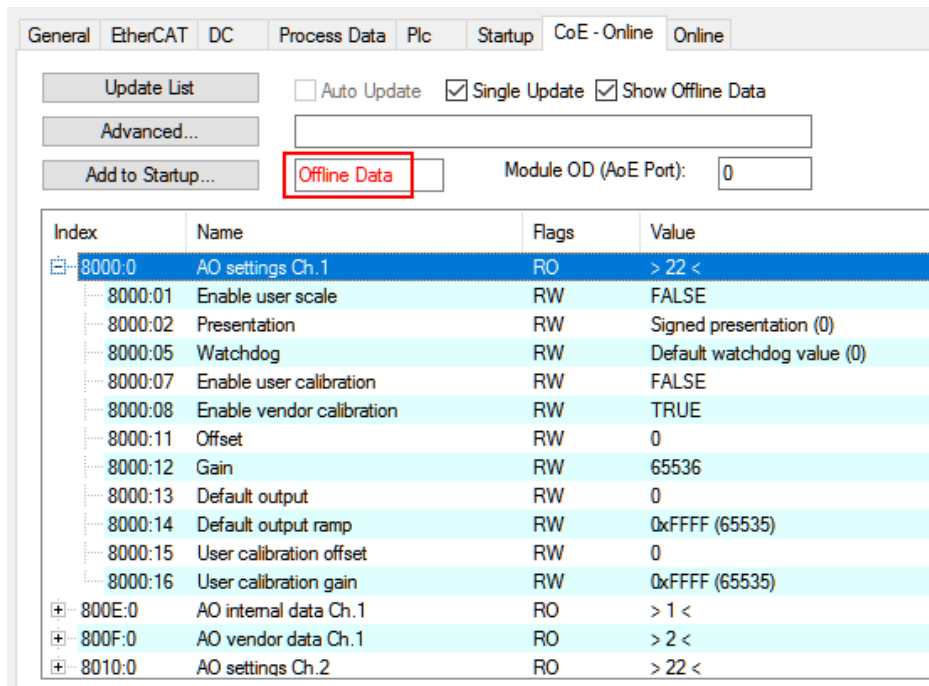 General EtherCAT DC Process Data Plc Startup CoE - Online Online
Update List Auto Update Single Update Show Offline Data
Advanced...
Add to Startup... Offline Data Module OD (AoE Port): 0
Index Name Flags Value
8000:0 AO settings Ch.1 RO > 22 <
8000:01 Enable user scale RW FALSE
8000:02 Presentation RW Signed presentation (0)
8000:05 Watchdog RW Default watchdog value (0)
8000:07 Enable user calibration RW FALSE
8000:08 Enable vendor calibration RW TRUE
8000:11 Offset RW 0
8000:12 Gain RW 65536
8000:13 Default output RW 0
8000:14 Default output ramp RW 0xFFFF (65535)
8000:15 User calibration offset RW 0
8000:16 User calibration gain RW 0xFFFF (65535)
800E:0 AO internal data Ch.1 RO > 1 <
800F:0 AO vendor data Ch.1 RO > 2 <
8010:0 AO settings Ch.2 RO > 22 <